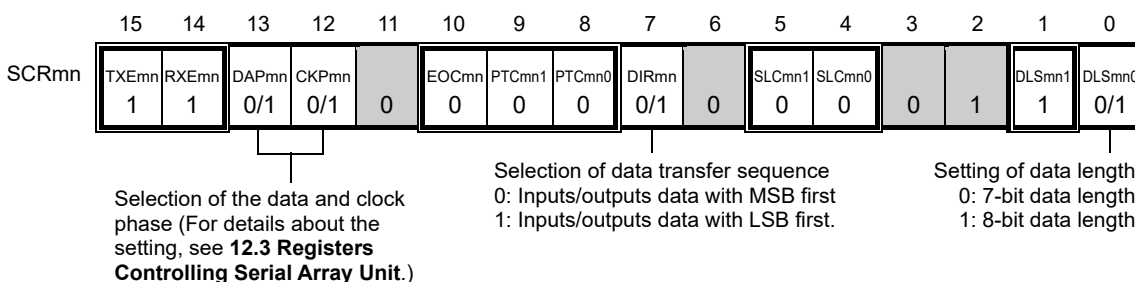 15 14 13 12 11 10 9 8 7 6 5 4 3 2 1 0
SCRmn
TXEmn RXEmn DAPmn CKPmn EOCmn PTCmn1 PTCmn0 DIRmn SLCmn1 SLCmn0 DLSmn1 DLSmn0
1 1 0/1 0/1 0 0 0 0 0/1 0 0 0 0 1 1 0/1
Selection of the data and clock
phase (For details about the
setting, see 12.3 Registers
Controlling Serial Array Unit.)
Selection of data transfer sequence
0: Inputs/outputs data with MSB first
1: Inputs/outputs data with LSB first.
Setting of data length
0: 7-bit data length
1: 8-bit data length